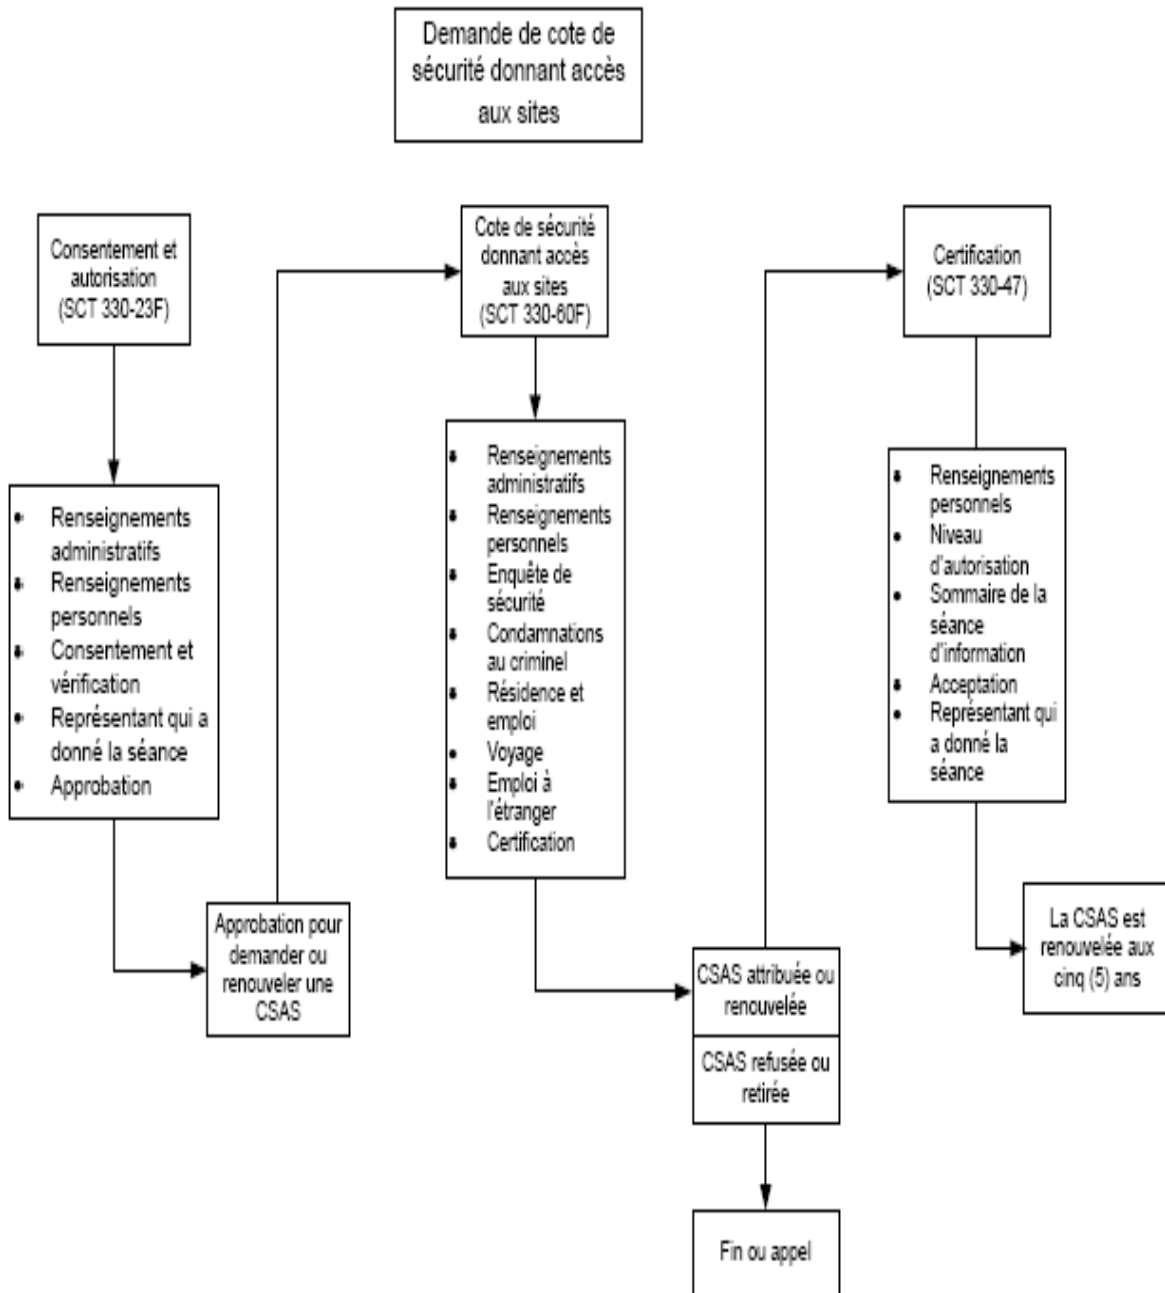 Demande de cote de
sécurité donnant accès
aux sites
Consentement et
autorisation
(SCT 330-23F)
• Renseignements
administratifs
• Renseignements
personnels
• Consentement et
vérification
• Représentant qui a
donné la séance
• Approbation
Approbation pour
demander ou
renouveler une
CSAS
Cote de sécurité
donnant accès
aux sites
(SCT 330-60F)
• Renseignements
administratifs
• Renseignements
personnels
• Enquête de
sécurité
• Condamnations
au criminel
• Résidence et
emploi
• Voyage
• Emploi à
l'étranger
• Certification
CSAS attribuée ou
renouvelée
CSAS refusée ou
retirée
Fin ou appel
Certification
(SCT 330-47)
• Renseignements
personnels
• Niveau
d'autorisation
• Sommaire de la
séance
d'information
• Acceptation
• Représentant qui
a donné la
séance
La CSAS est
renouvelée aux
cinq (5) ans